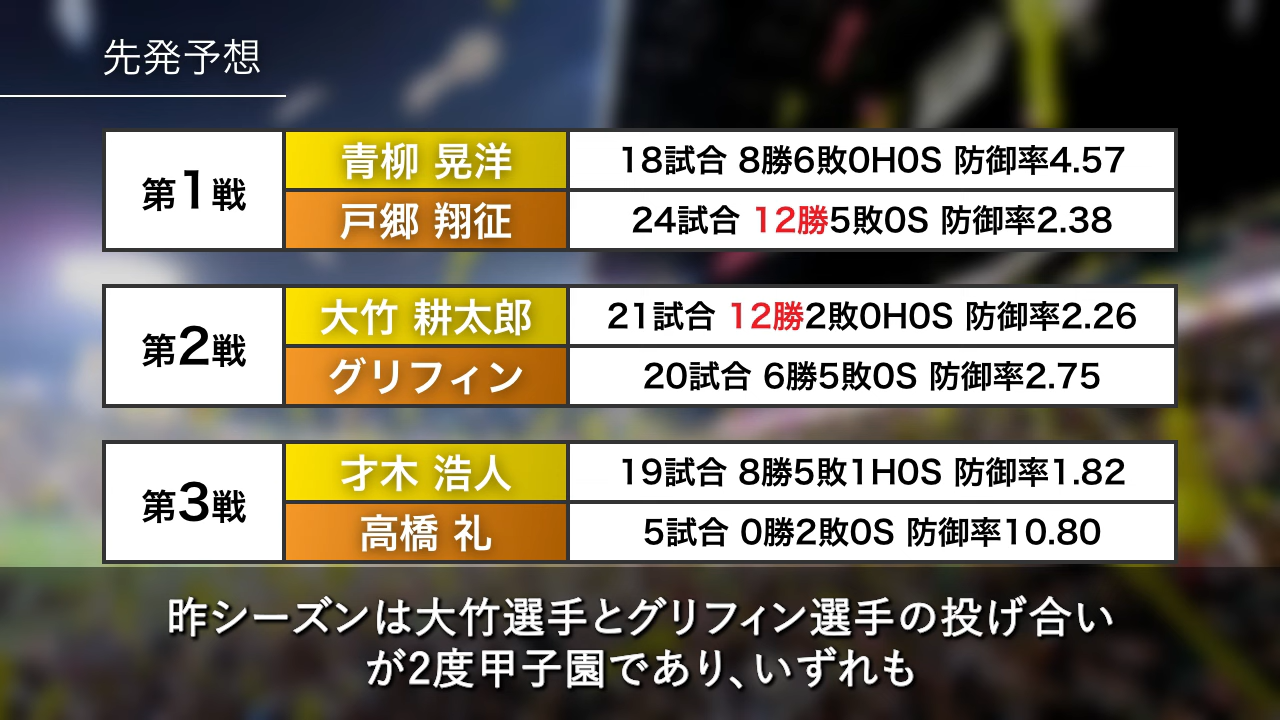 先発予想
第1戦
青柳 晃洋 18試合 8勝6敗0H0S 防御率4.57
戸郷 翔征 24試合 12勝5敗0S 防御率2.38
第2戦
大竹 耕太郎 21試合 12勝2敗0H0S 防御率2.26
グリフィン 20試合 6勝5敗0S 防御率2.75
第3戦
才木 浩人 19試合 8勝5敗1H0S 防御率1.82
高橋 礼 5試合 0勝2敗0S 防御率10.80
昨シーズンは大竹選手とグリフィン選手の投げ合い
が2度甲子園であり、いずれも